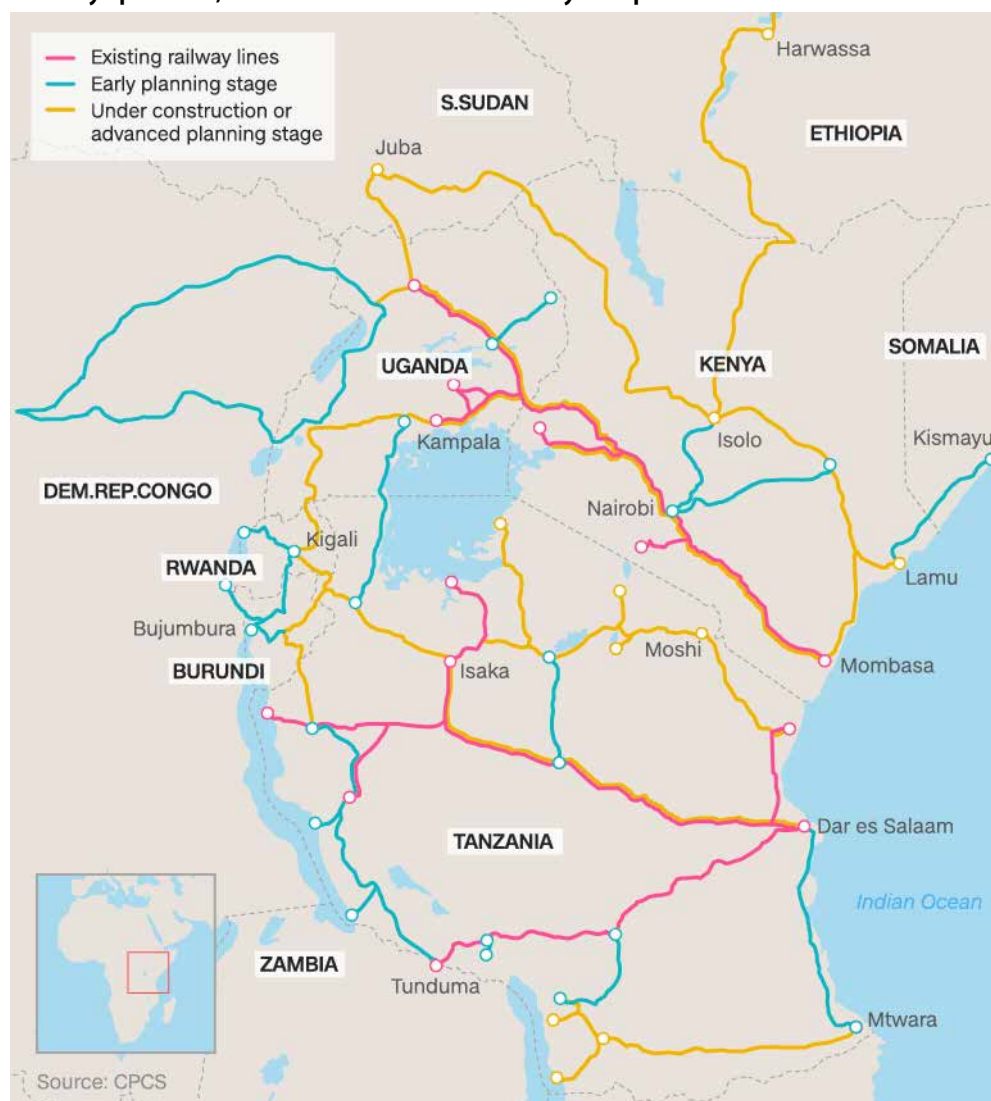 Existing railway lines
Early planning stage
Under construction or
advanced planning stage
Harwassa
S.SUDAN
ETHIOPIA
Juba
SOMALIA
UGANDA
KENYA
Kampala
Isolo
Kismayu
DEM.REP.CONGO
Nairobi
Kigali
RWANDA
Lamu
Bujumbura
Moshi
BURUNDI
Isaka
Mombasa
TANZANIA
Dar es Salaam
Indian Ocean
ZAMBIA
Tunduma
Mtwara
Source: CPCS